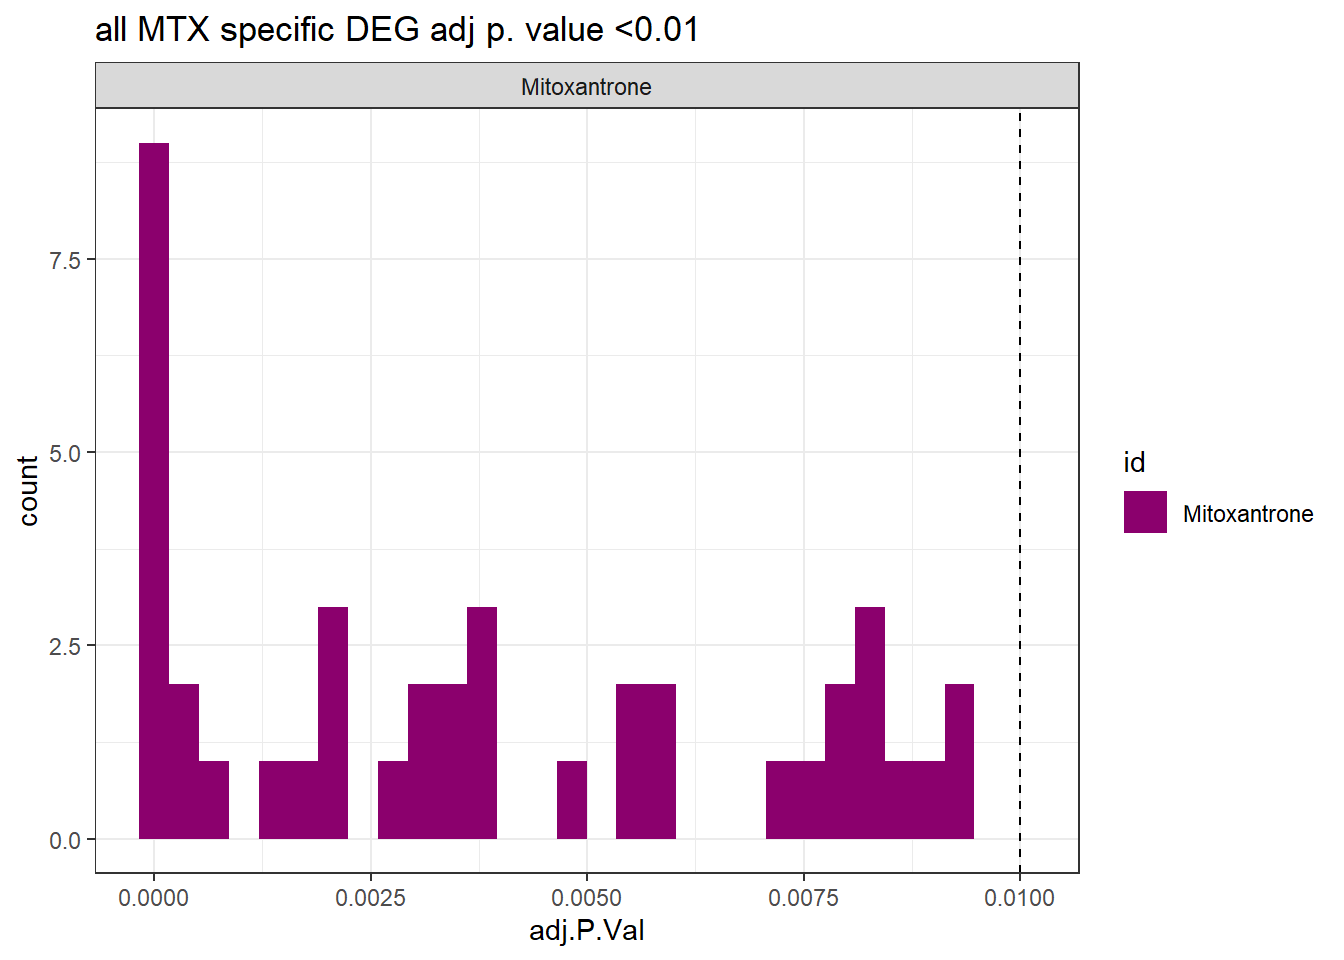 all MTX specific DEG adj p. value <0.01
Mitoxantrone
7.5
5.0
2.5
0.0
count
0.0000
0.0025
0.0050
0.0075
0.0100
adj.P.Val
id
Mitoxantrone